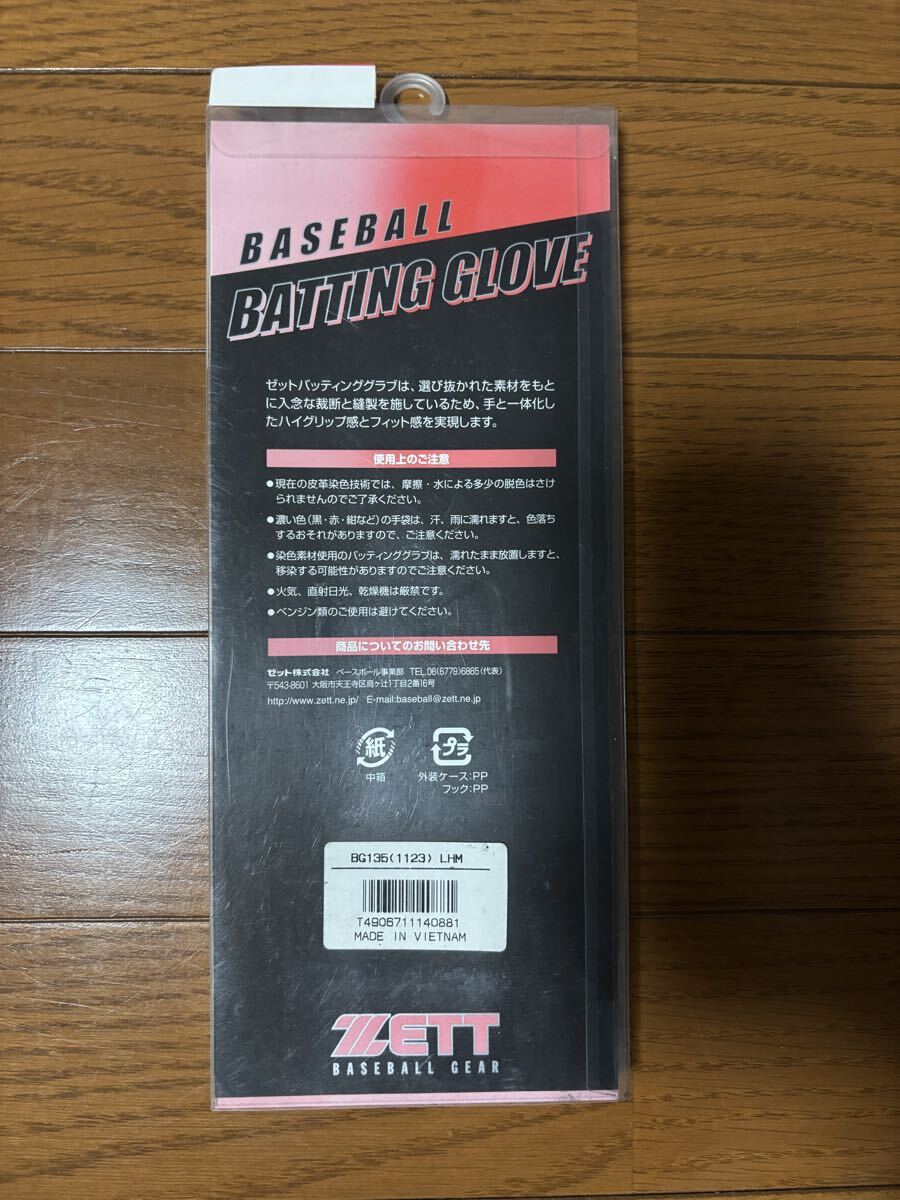 BASEBALL
BATTING GLOVE
ゼットバッティンググラブは、選び抜かれた素材をもと
に入念な裁断と縫製を施しているため、手と一体化し
たハイグリップ感とフィット感を実現します。
使用上のご注意
●現在の皮革染色技術では、摩擦・水による多少の脱色はさけ
られませんのでご了承ください。
●濃い色(黒・赤・紺など)の手袋は、汗、雨に濡れますと、色落ち
するおそれがありますので、ご注意ください。
●染色素材使用のバッティンググラブは、濡れたまま放置しますと、
移染する可能性がありますのでご注意ください。
●火気、直射日光、乾燥機は厳禁です。
●ベンジン類のご使用は避けてください。
商品についてのお問い合わせ先
ゼット株式会社 ベースボール事業部 TEL.06(6779)6865(代表)
〒543-8601 大阪市天王寺区烏ヶ辻1丁目2番16号
http://www.zett.ne.jp/ E-mail:baseball@zett.ne.jp
紙 プラ
中箱 外装ケース:PP
フック:PP
BG135(1123) LHM
T4906711140881
MADE IN VIETNAM
ZETT
BASEBALL GEAR